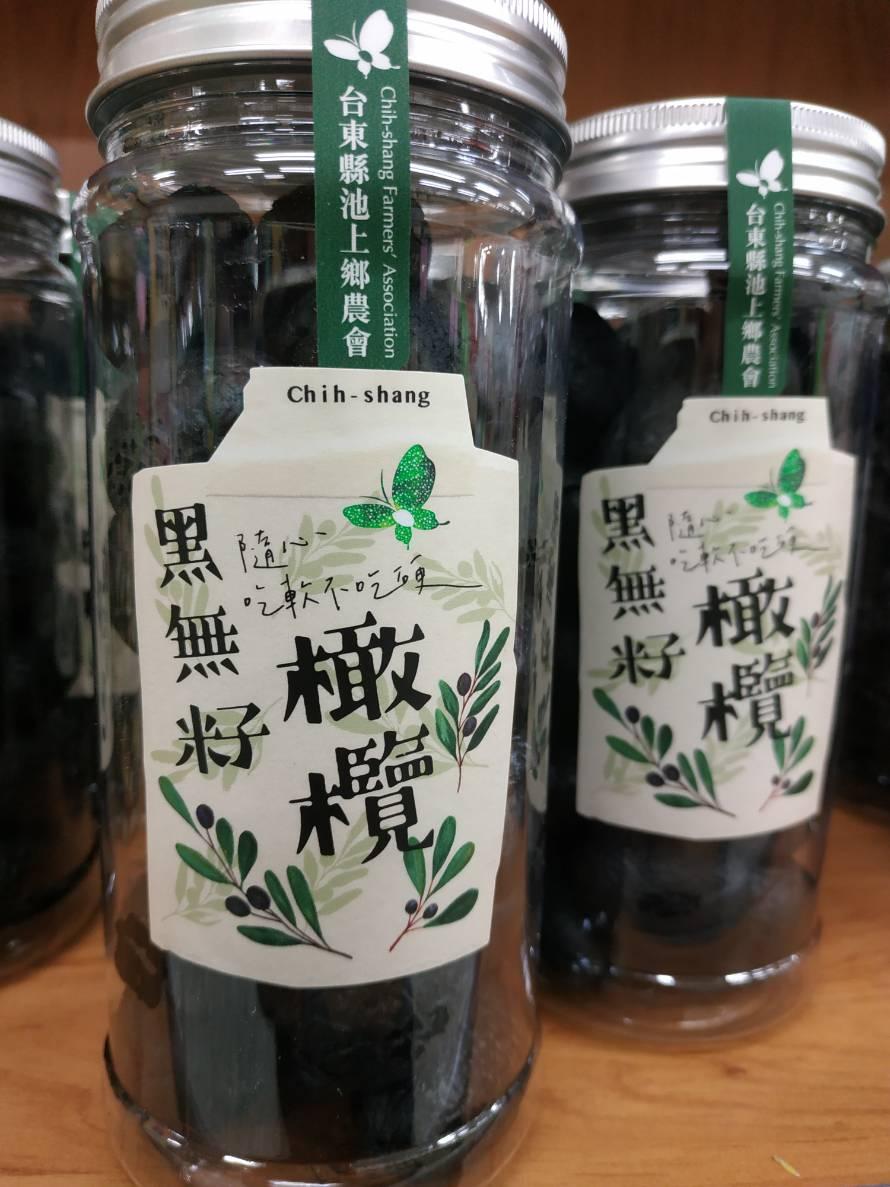 台東縣池上鄉農會
Chih-shang Farmers' Association
Chih-shang
黑無籽
隨心
吃軟不吃硬
橄欖
台東縣池上鄉農會
Chih-shang Farmers' Association
Chih-shang
黑無籽
隨心
吃軟不吃硬
橄欖